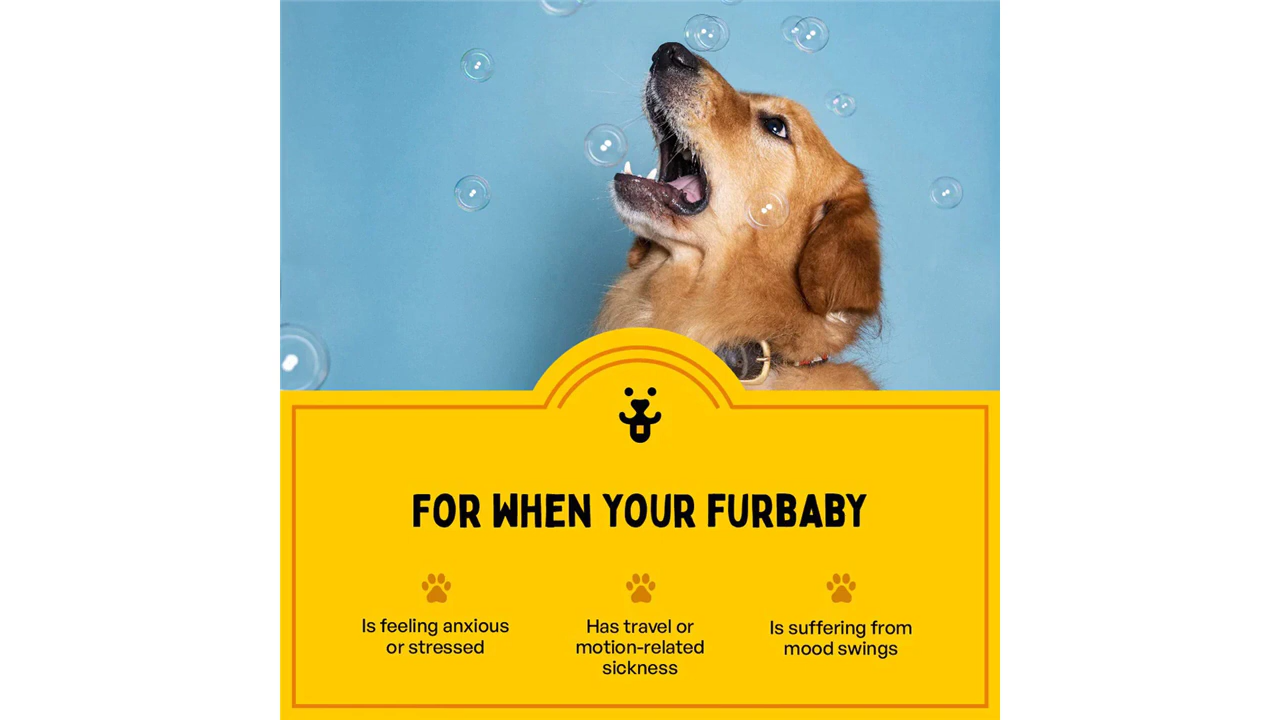 FOR WHEN YOUR FURBABY
Is feeling anxious
or stressed
Has travel or
motion-related
sickness
Is suffering from
mood swings